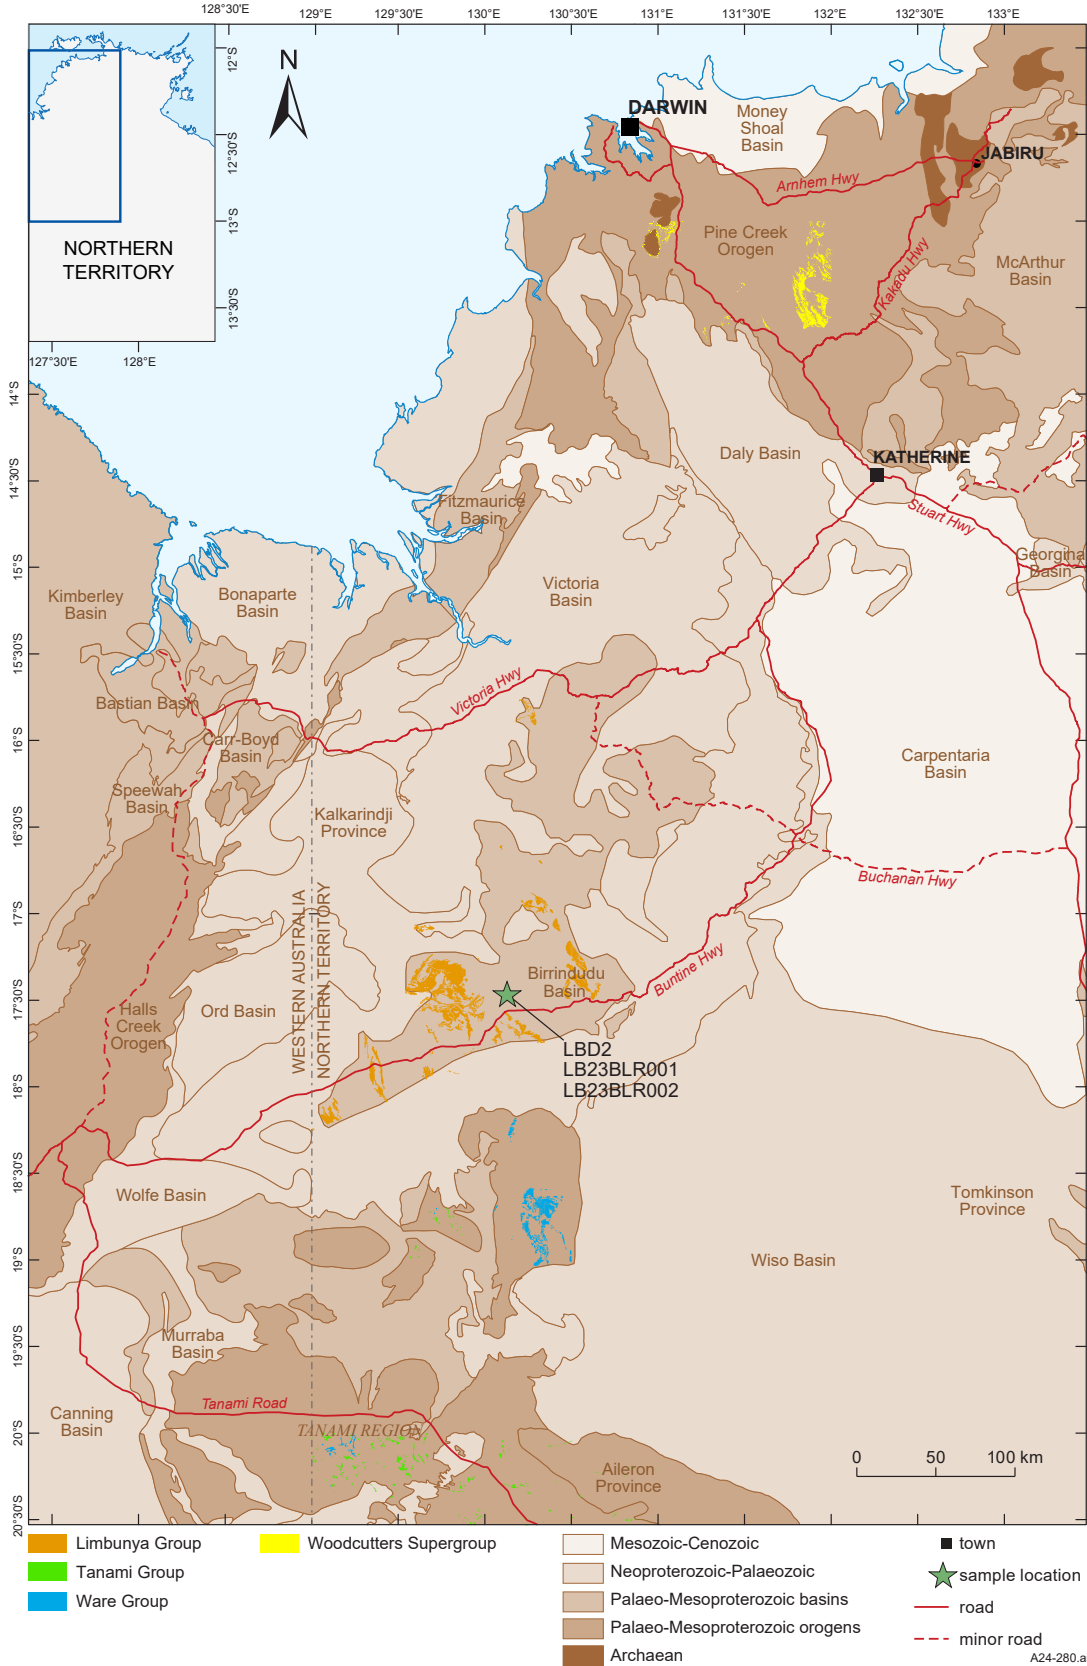 128°30'E
129°E
129°30'E
130°E
130°30'E
131°E
131°30'E
132°E
132°30'E
133°E
12°S
12°30'S
13°S
13°30'S
N
NORTHERN
TERRITORY
127°30'E
128°E
14°S
14°30'S
15°S
15°30'S
16°S
16°30'S
17°S
17°30'S
18°S
18°30'S
19°S
19°30'S
20°S
20°30'S
DARWIN
Money
Shoal
Basin
JABIRU
Arnhem Hwy
Pine Creek
Orogen
Kakadu Hwy
McArthur
Basin
Daly Basin
KATHERINE
Stuart Hwy
Fitzmaurice
Basin
Georgina
Basin
Kimberley
Basin
Bonaparte
Basin
Victoria
Basin
Victoria Hwy
Bastian Basin
Carr-Boyd
Basin
Speewah
Basin
Kalkarindji
Province
Carpentaria
Basin
Buchanan Hwy
WESTERN AUSTRALIA
NORTHERN TERRITORY
Birrindudu
Basin
Buntine Hwy
Halls
Creek
Orogen
Ord Basin
LBD2
LB23BLR001
LB23BLR002
Wolfe Basin
Tomkinson
Province
Wiso Basin
Murraba
Basin
Canning
Basin
Tanami Road
TANAMI REGION
Aileron
Province
0 50 100 km
Limbunya Group
Tanami Group
Ware Group
Woodcutters Supergroup
Mesozoic-Cenozoic
Neoproterozoic-Palaeozoic
Palaeo-Mesoproterozoic basins
Palaeo-Mesoproterozoic orogens
Archaean
town
sample location
road
minor road
A24-280.a